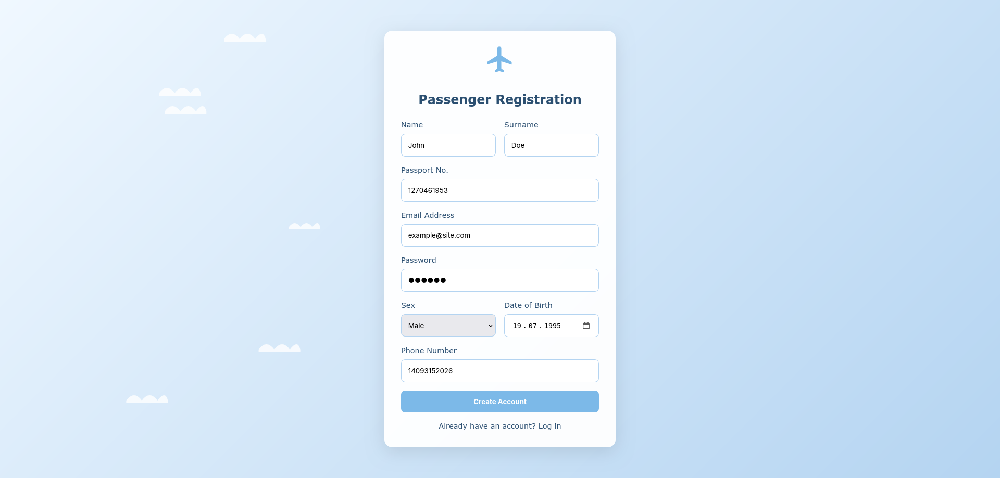 Passenger Registration
Name Surname
John Doe
Passport No.
1270461953
Email Address
example@site.com
Password
●●●●●●
Sex Date of Birth
Male 19.07.1995
Phone Number
14093152026
Create Account
Already have an account? Log in